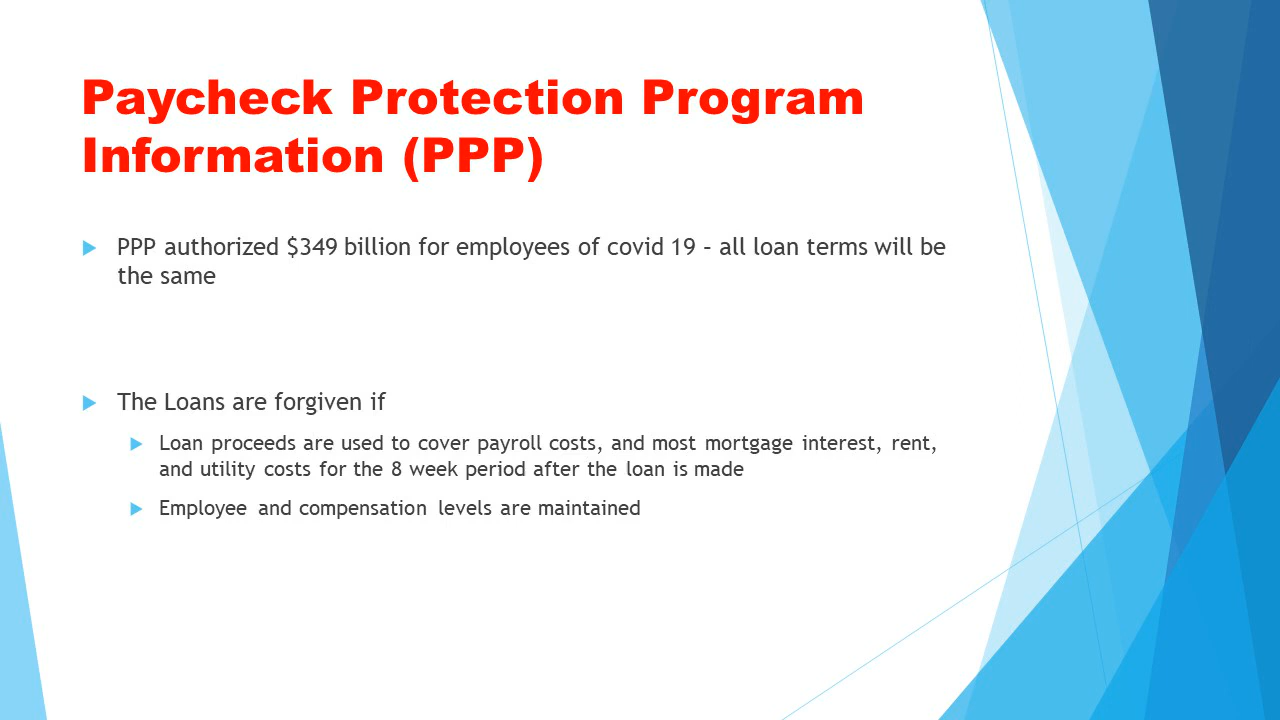 Paycheck Protection Program
Information (PPP)
PPP authorized $349 billion for employees of covid 19 – all loan terms will be
the same
The Loans are forgiven if
Loan proceeds are used to cover payroll costs, and most mortgage interest, rent,
and utility costs for the 8 week period after the loan is made
Employee and compensation levels are maintained